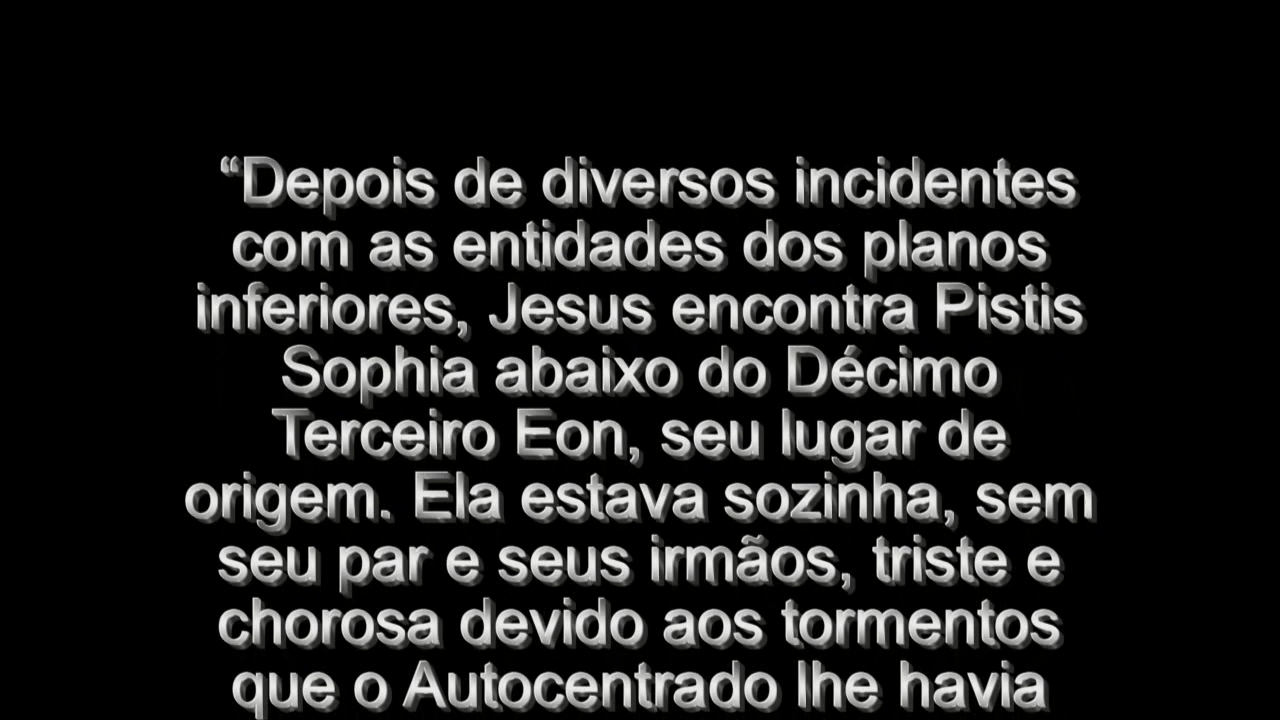 “Depois de diversos incidentes
com as entidades dos planos
inferiores, Jesus encontra Pistis
Sophia abaixo do Décimo
Terceiro Eon, seu lugar de
origem. Ela estava sozinha, sem
seu par e seus irmãos, triste e
chorosa devido aos tormentos
que o Autocentrado lhe havia